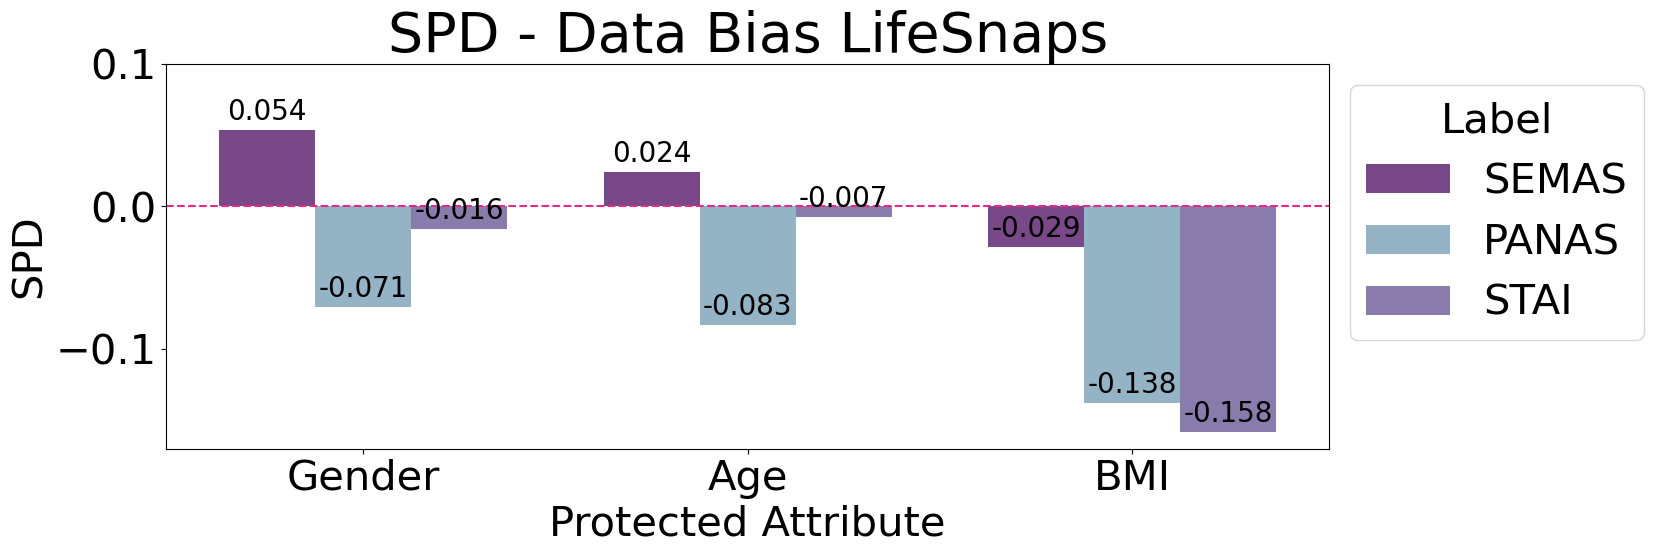 SPD - Data Bias LifeSnaps
0.1
0.0
−0.1
SPD
0.054
-0.071
-0.016
0.024
-0.083
-0.007
-0.029
-0.138
-0.158
Gender
Age
BMI
Protected Attribute
Label
SEMAS
PANAS
STAI